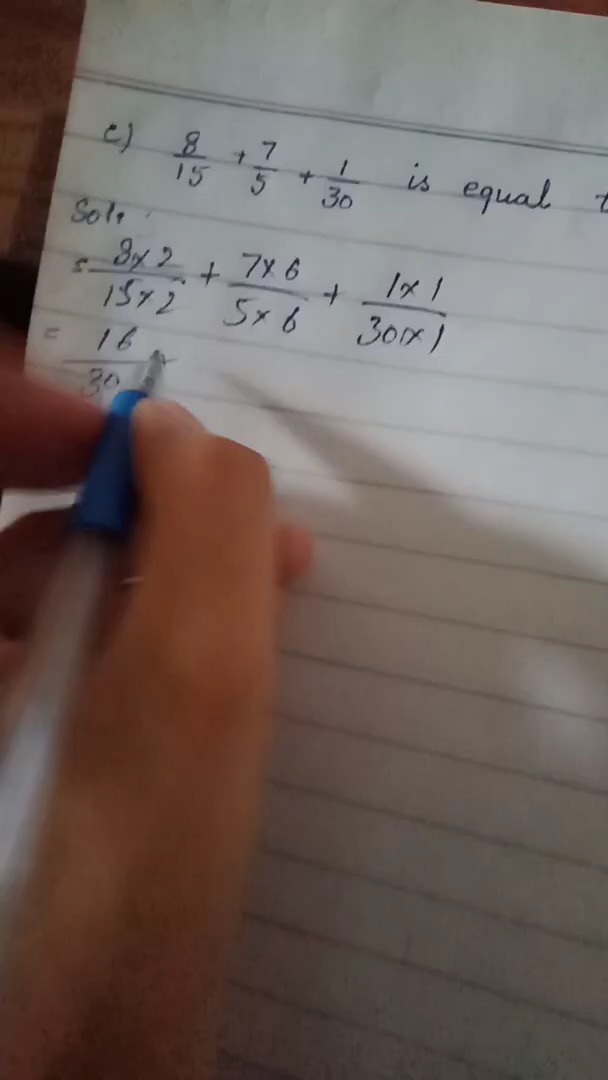 c) 8/15 + 7/5 + 1/30 is equal
Soln.
= 8×2/15×2 + 7×6/5×6 + 1×1/30×1
= 16/30 +